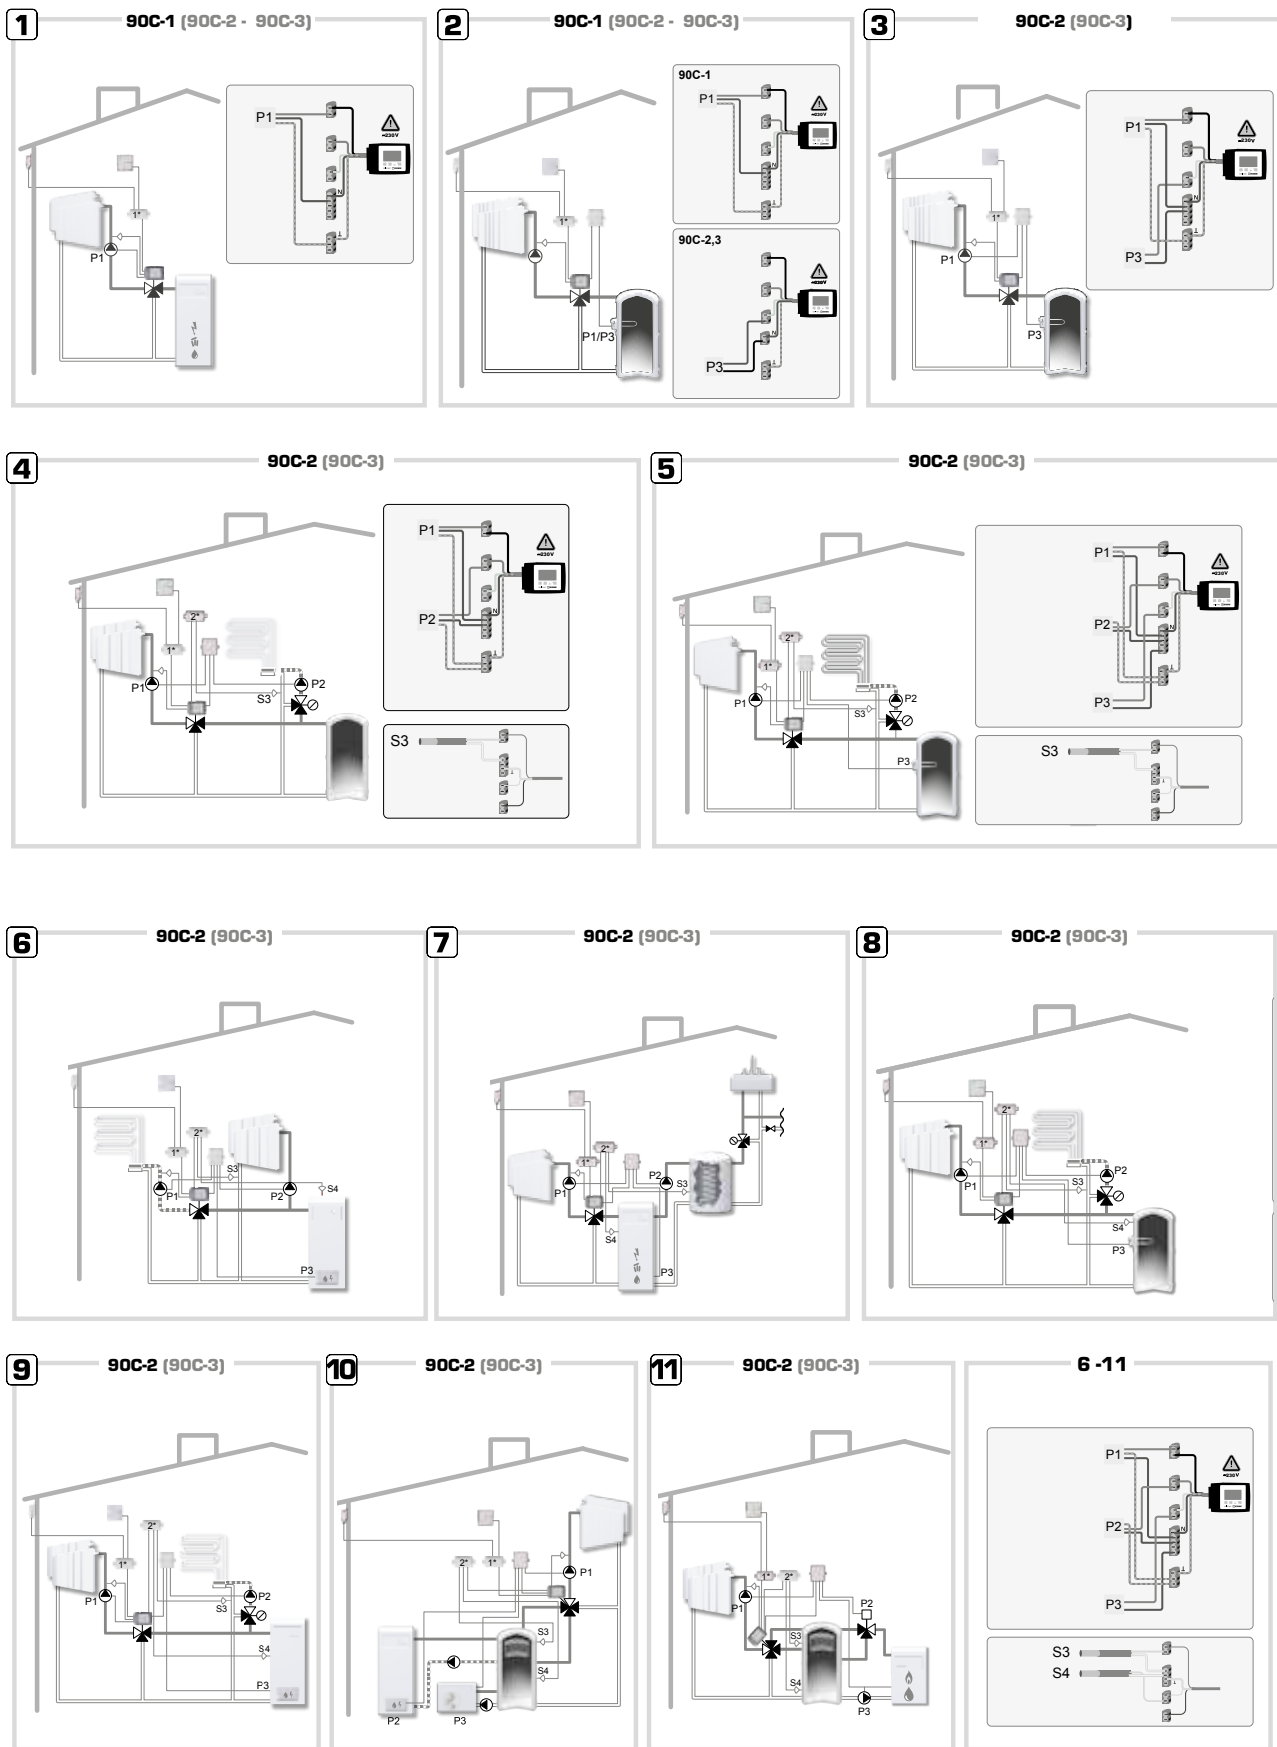 1
90C-1 (90C-2 - 90C-3)
P1
N
~230V
1*
P1
2
90C-1 (90C-2 - 90C-3)
90C-1
P1
N
~230V
1*
P1/P3
90C-2,3
~230V
N
P3
3
90C-2 (90C-3)
P1
~230V
N
1*
P1
P3
P3
4
90C-2 (90C-3)
P1
~230V
P2
N
2*
1*
P1
P2
S3
S3
5
90C-2 (90C-3)
P1
~230V
P2
N
P3
2*
1*
P1
P2
S3
P3
S3
6
90C-2 (90C-3)
2*
1*
S3
P1
P2
S4
P3
7
90C-2 (90C-3)
2*
1*
P1
P2
S3
S4
P3
8
90C-2 (90C-3)
2*
1*
P1
P2
S3
S4
P3
9
90C-2 (90C-3)
2*
1*
P1
P2
S3
S4
P3
10
90C-2 (90C-3)
2*
1*
P1
S3
S4
P2
P3
11
90C-2 (90C-3)
1*
2*
P1
P2
S3
S4
P3
6 -11
P1
~230V
P2
N
P3
S3
S4